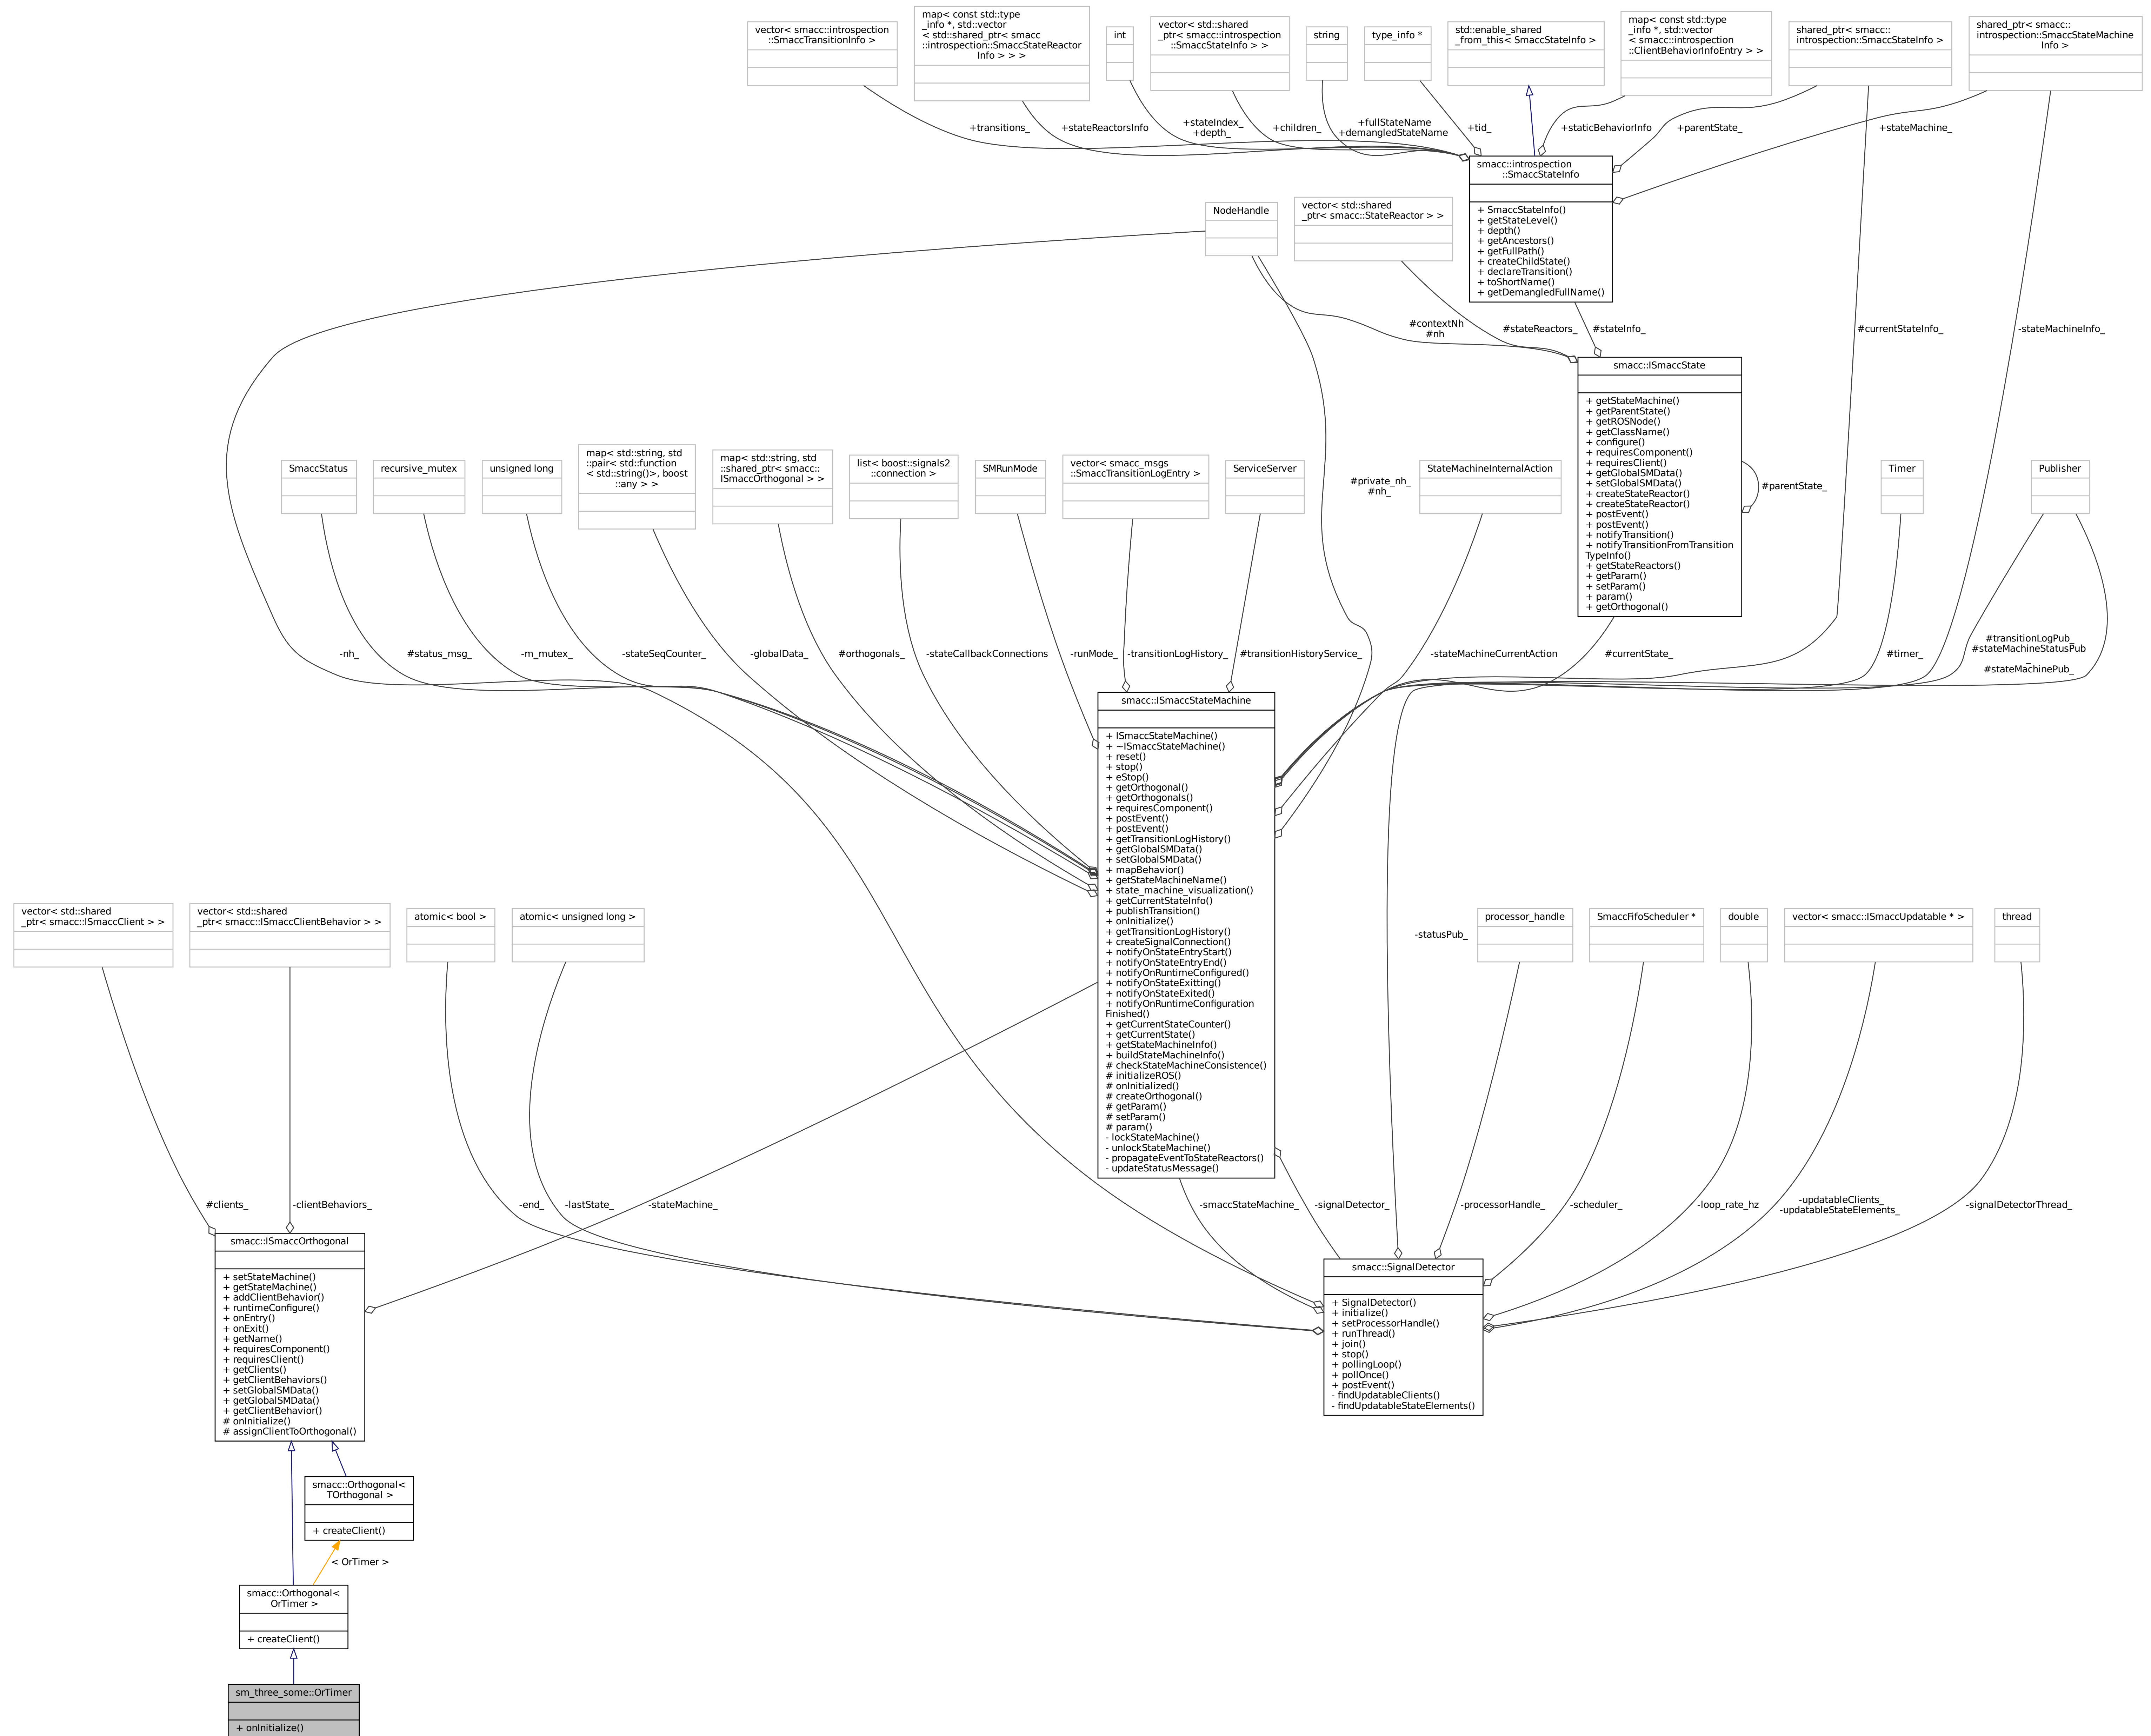 vector< smacc::introspection
::SmaccTransitionInfo >
map< const std::type
_info *, std::vector
< std::shared_ptr< smacc
::introspection::SmaccStateReactor
Info > > >
int
vector< std::shared
_ptr< smacc::introspection
::SmaccStateInfo > >
string
type_info *
std::enable_shared
_from_this< SmaccStateInfo >
map< const std::type
_info *, std::vector
< smacc::introspection
::ClientBehaviorInfoEntry > >
shared_ptr< smacc::
introspection::SmaccStateInfo >
shared_ptr< smacc::
introspection::SmaccStateMachine
Info >
+transitions_
+stateReactorsInfo
+stateIndex_
+depth_
+children_
+fullStateName
+demangledStateName
+tid_
+staticBehaviorInfo
+parentState_
+stateMachine_
smacc::introspection
::SmaccStateInfo
+ SmaccStateInfo()
+ getStateLevel()
+ depth()
+ getAncestors()
+ getFullPath()
+ createChildState()
+ declareTransition()
+ toShortName()
+ getDemangledFullName()
NodeHandle
vector< std::shared
_ptr< smacc::StateReactor > >
#contextNh
#nh
#stateReactors_
#stateInfo_
#currentStateInfo_
-stateMachineInfo_
smacc::ISmaccState
+ getStateMachine()
+ getParentState()
+ getROSNode()
+ getClassName()
+ configure()
+ requiresComponent()
+ requiresClient()
+ getGlobalSMData()
+ setGlobalSMData()
+ createStateReactor()
+ createStateReactor()
+ postEvent()
+ postEvent()
+ notifyTransition()
+ notifyTransitionFromTransition
TypeInfo()
+ getStateReactors()
+ getParam()
+ setParam()
+ param()
+ getOrthogonal()
#parentState_
SmaccStatus
recursive_mutex
unsigned long
map< std::string, std
::pair< std::function
< std::string()>, boost
::any > >
map< std::string, std
::shared_ptr< smacc::
ISmaccOrthogonal > >
list< boost::signals2
::connection >
SMRunMode
vector< smacc_msgs
::SmaccTransitionLogEntry >
ServiceServer
#private_nh_
#nh_
StateMachineInternalAction
Timer
Publisher
-nh_
#status_msg_
-m_mutex_
-stateSeqCounter_
-globalData_
#orthogonals_
-stateCallbackConnections
-runMode_
-transitionLogHistory_
#transitionHistoryService_
-stateMachineCurrentAction
#currentState_
#timer_
#transitionLogPub_
#stateMachineStatusPub
_
#stateMachinePub_
smacc::ISmaccStateMachine
+ ISmaccStateMachine()
+ ~ISmaccStateMachine()
+ reset()
+ stop()
+ eStop()
+ getOrthogonal()
+ getOrthogonals()
+ requiresComponent()
+ postEvent()
+ postEvent()
+ getTransitionLogHistory()
+ getGlobalSMData()
+ setGlobalSMData()
+ mapBehavior()
+ getStateMachineName()
+ state_machine_visualization()
+ getCurrentStateInfo()
+ publishTransition()
+ onInitialize()
+ getTransitionLogHistory()
+ createSignalConnection()
+ notifyOnStateEntryStart()
+ notifyOnStateEntryEnd()
+ notifyOnRuntimeConfigured()
+ notifyOnStateExitting()
+ notifyOnStateExited()
+ notifyOnRuntimeConfiguration
Finished()
+ getCurrentStateCounter()
+ getCurrentState()
+ getStateMachineInfo()
+ buildStateMachineInfo()
# checkStateMachineConsistence()
# initializeROS()
# onInitialized()
# createOrthogonal()
# getParam()
# setParam()
# param()
- lockStateMachine()
- unlockStateMachine()
- propagateEventToStateReactors()
- updateStatusMessage()
vector< std::shared
_ptr< smacc::ISmaccClient > >
vector< std::shared
_ptr< smacc::ISmaccClientBehavior > >
atomic< bool >
atomic< unsigned long >
-statusPub_
processor_handle
SmaccFifoScheduler *
double
vector< smacc::ISmaccUpdatable * >
thread
#clients_
-clientBehaviors_
-end_
-lastState_
-stateMachine_
-smaccStateMachine_
-signalDetector_
-processorHandle_
-scheduler_
-loop_rate_hz
-updatableClients_
-updatableStateElements_
-signalDetectorThread_
smacc::ISmaccOrthogonal
+ setStateMachine()
+ getStateMachine()
+ addClientBehavior()
+ runtimeConfigure()
+ onEntry()
+ onExit()
+ getName()
+ requiresComponent()
+ requiresClient()
+ getClients()
+ getClientBehaviors()
+ setGlobalSMData()
+ getGlobalSMData()
+ getClientBehavior()
# onInitialize()
# assignClientToOrthogonal()
smacc::SignalDetector
+ SignalDetector()
+ initialize()
+ setProcessorHandle()
+ runThread()
+ join()
+ stop()
+ pollingLoop()
+ pollOnce()
+ postEvent()
- findUpdatableClients()
- findUpdatableStateElements()
smacc::Orthogonal<
TOrthogonal >
+ createClient()
< OrTimer >
smacc::Orthogonal<
OrTimer >
+ createClient()
sm_three_some::OrTimer
+ onInitialize()